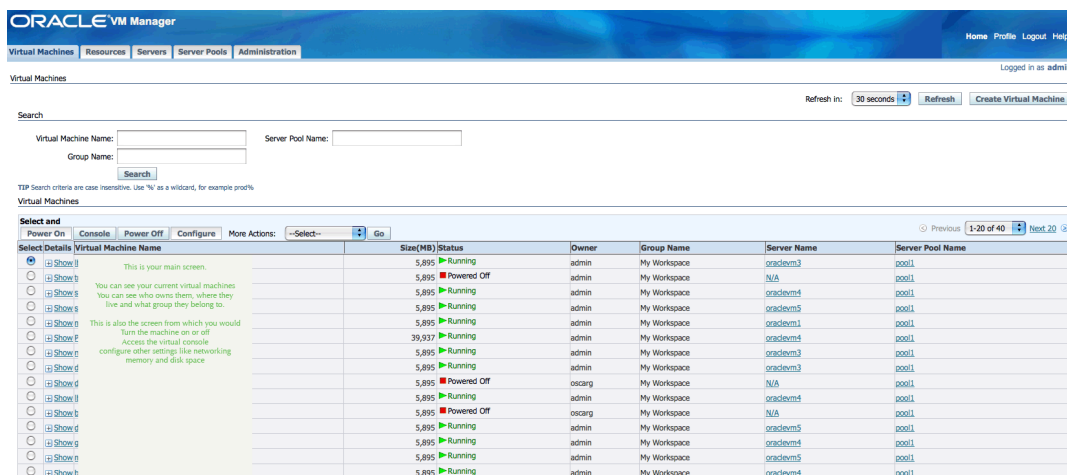 ORACLE VM Manager
Home Profile Logout Help
Virtual Machines Resources Servers Server Pools Administration
Logged in as admi
Virtual Machines
Refresh in: 30 seconds Refresh Create Virtual Machine
Search
Virtual Machine Name: Server Pool Name:
Group Name:
Search
TIP Search criteria are case insensitive. Use '%' as a wildcard, for example prod%
Virtual Machines
Select and
Power On Console Power Off Configure More Actions: --Select-- Go Previous 1-20 of 40 Next 20
Select Details Virtual Machine Name Size(MB) Status Owner Group Name Server Name Server Pool Name
Show 5,895 Running admin My Workspace oraclevm3 pool1
Show b 5,895 Powered Off admin My Workspace N/A pool1
Show s 5,895 Running admin My Workspace oraclevm4 pool1
Show s 5,895 Running admin My Workspace oraclevm5 pool1
Show 5,895 Running admin My Workspace oraclevm1 pool1
Show 39,937 Running admin My Workspace oraclevm4 pool1
Show 5,895 Running admin My Workspace oraclevm3 pool1
Show d 5,895 Running admin My Workspace oraclevm3 pool1
Show d 5,895 Powered Off oscarg My Workspace N/A pool1
Show 5,895 Running admin My Workspace oraclevm4 pool1
Show b 5,895 Powered Off oscarg My Workspace N/A pool1
Show d 5,895 Running admin My Workspace oraclevm5 pool1
Show g 5,895 Running admin My Workspace oraclevm4 pool1
Show 5,895 Running admin My Workspace oraclevm5 pool1
Show 5,895 Running admin My Workspace oraclevm4 pool1
This is your main screen.
You can see your current virtual machines
You can see who owns them, where they
live and what group they belong to.
This is also the screen from which you would
Turn the machine on or off
Access the virtual console
configure other settings like networking
memory and disk space